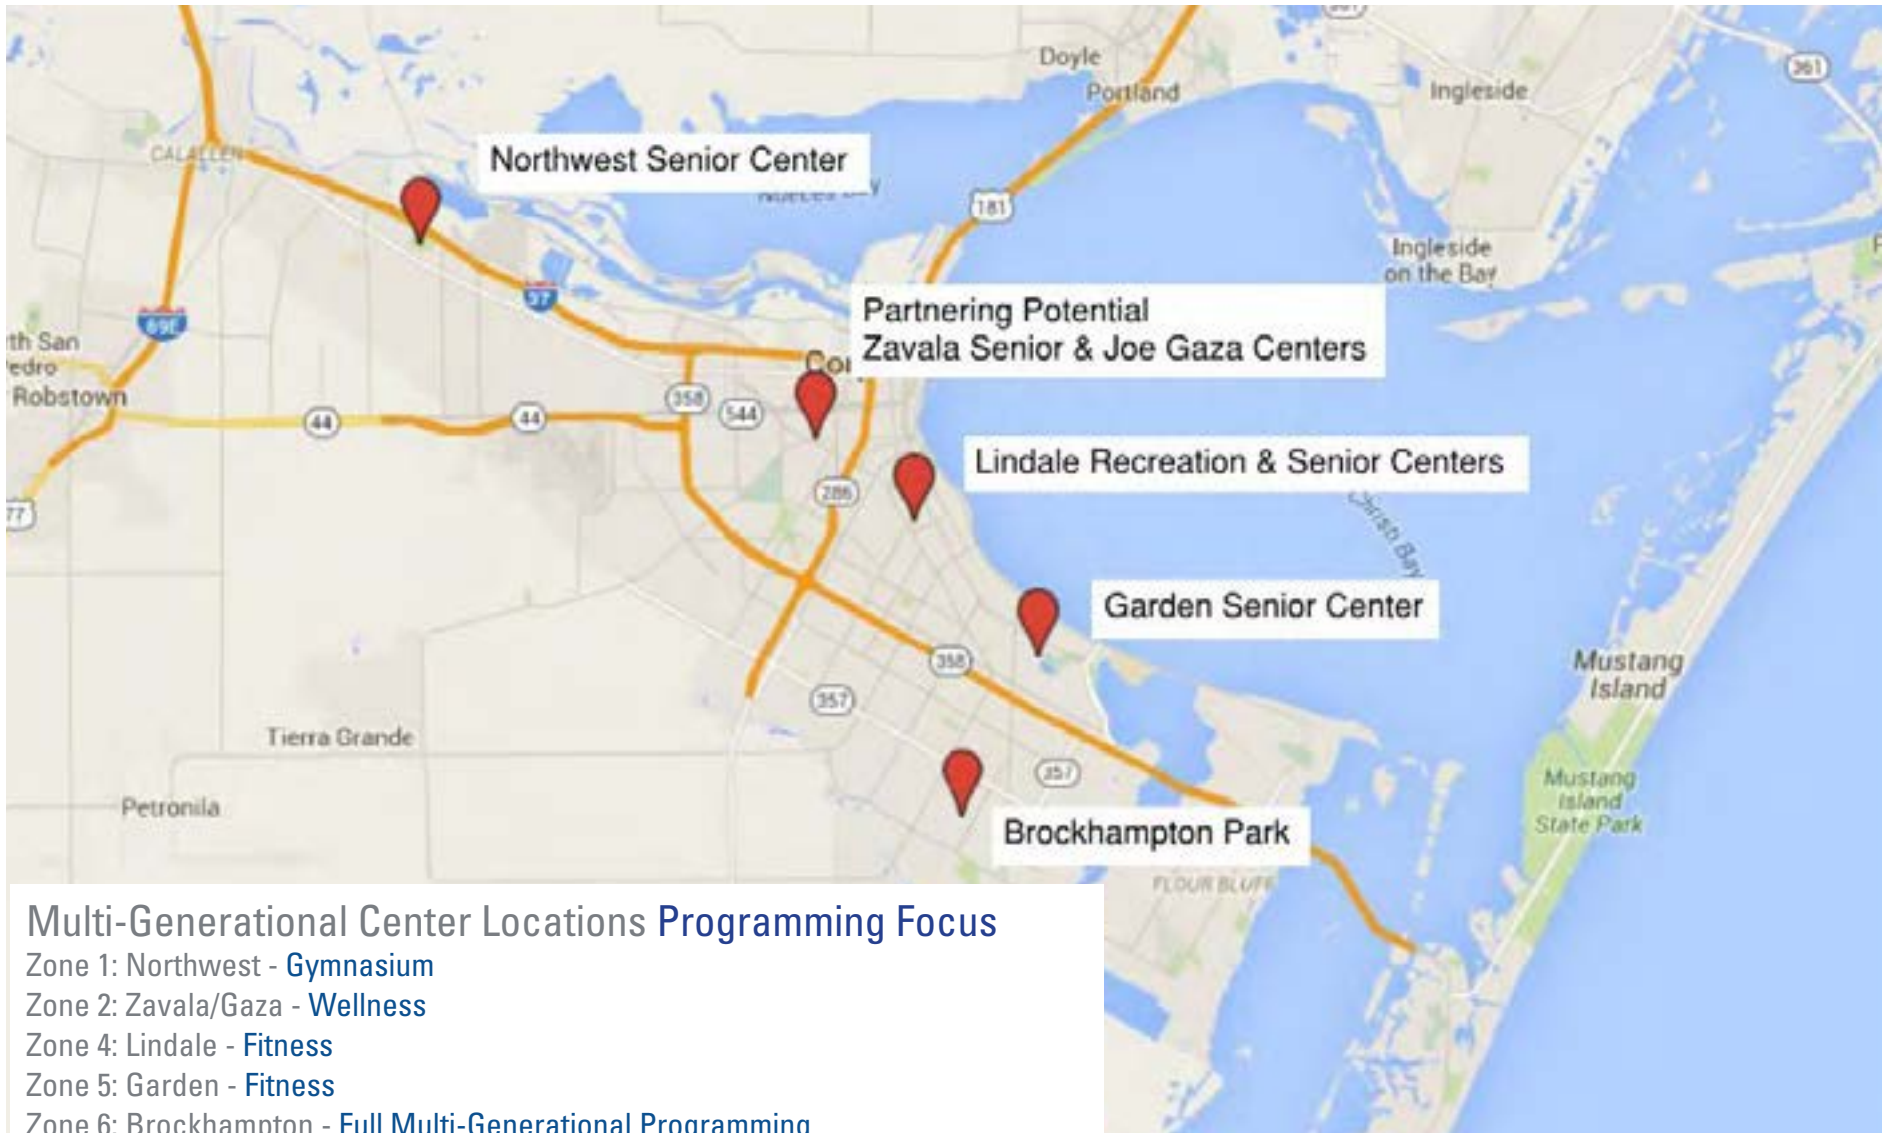 Doyle
Portland
Ingleside
361
CALALLEN
Northwest Senior Center
181
Ingleside
on the Bay
37
69E
Partnering Potential
Zavala Senior & Joe Gaza Centers
Robstown
44
44
358
544
Lindale Recreation & Senior Centers
286
77
Christi Bay
Garden Senior Center
358
Mustang
Island
357
Tierra Grande
357
Mustang
Island
State Park
Petronila
Brockhampton Park
FLOUR BLUFF
Multi-Generational Center Locations Programming Focus
Zone 1: Northwest - Gymnasium
Zone 2: Zavala/Gaza - Wellness
Zone 4: Lindale - Fitness
Zone 5: Garden - Fitness
Zone 6: Brockhampton - Full Multi-Generational Programming